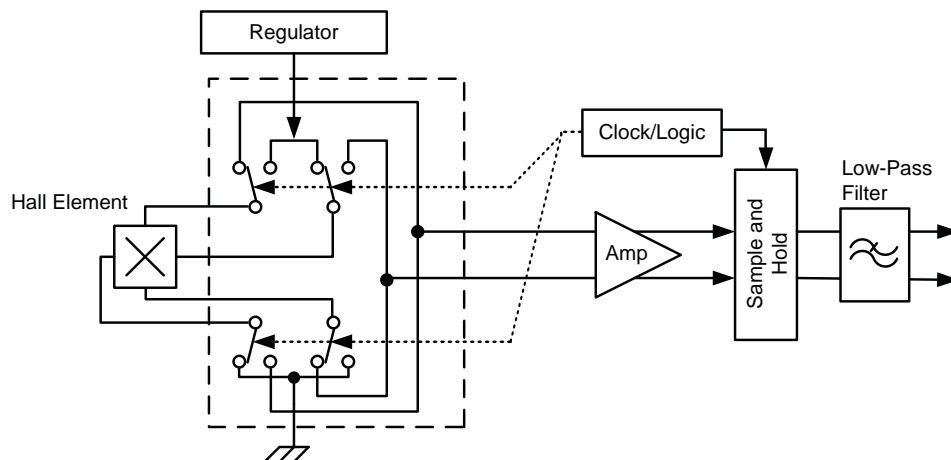 Regulator
Clock/Logic
Low-Pass
Filter
Hall Element
Amp
Sample and
Hold